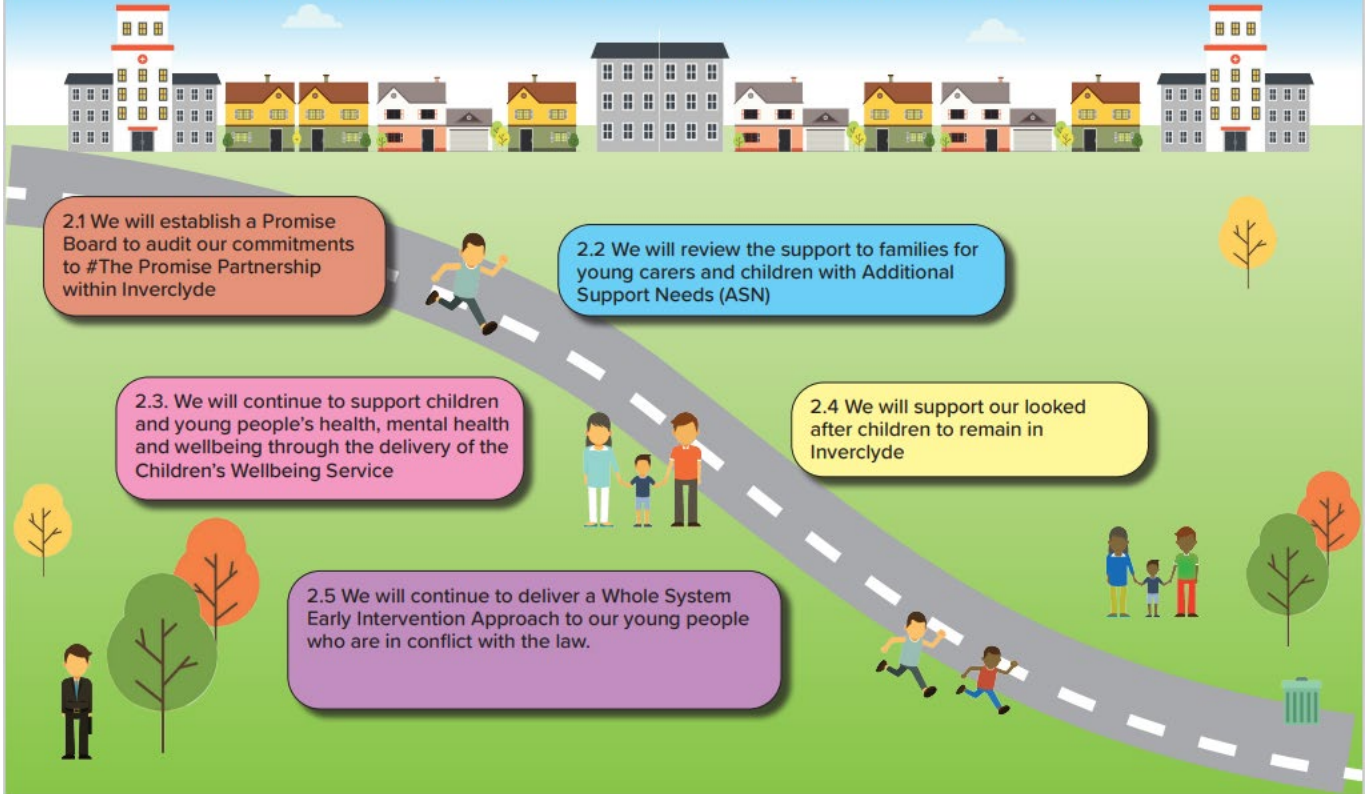 2.1 We will establish a Promise
Board to audit our commitments
to #The Promise Partnership
within Inverclyde
2.2 We will review the support to families for
young carers and children with Additional
Support Needs (ASN)
2.3. We will continue to support children
and young people’s health, mental health
and wellbeing through the delivery of the
Children’s Wellbeing Service
2.4 We will support our looked
after children to remain in
Inverclyde
2.5 We will continue to deliver a Whole System
Early Intervention Approach to our young people
who are in conflict with the law.